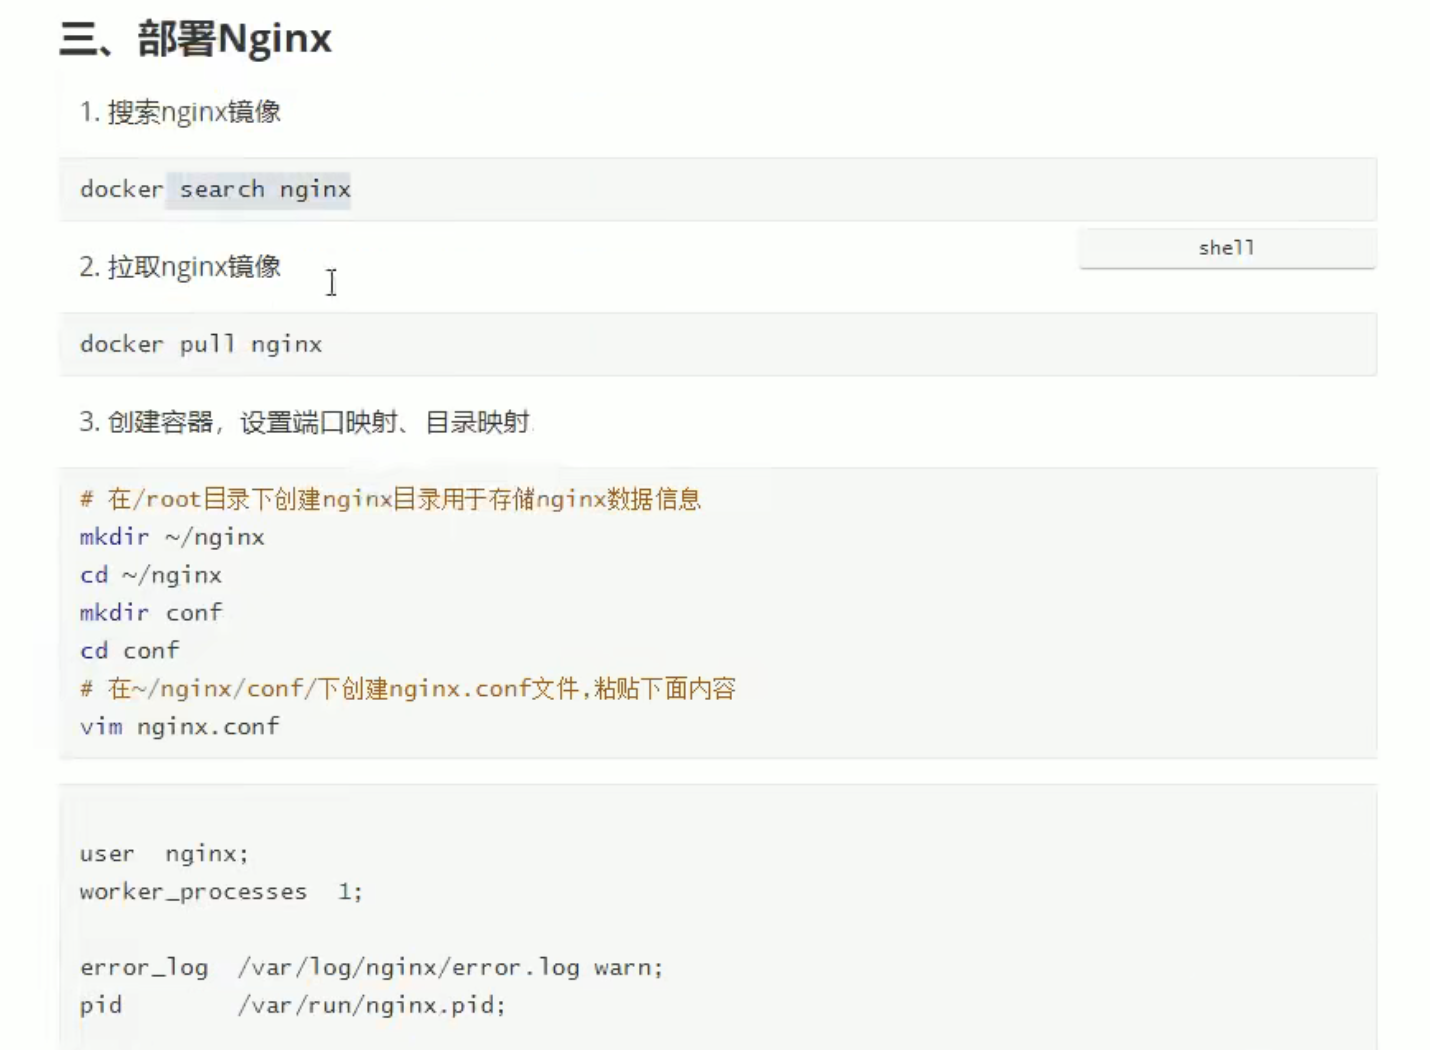 三、部署Nginx
1. 搜索nginx镜像
docker search nginx
shell
2. 拉取nginx镜像
docker pull nginx
3. 创建容器，设置端口映射、目录映射
# 在/root目录下创建nginx目录用于存储nginx数据信息
mkdir ~/nginx
cd ~/nginx
mkdir conf
cd conf
# 在~/nginx/conf/下创建nginx.conf文件,粘贴下面内容
vim nginx.conf
user  nginx;
worker_processes  1;
error_log  /var/log/nginx/error.log warn;
pid        /var/run/nginx.pid;